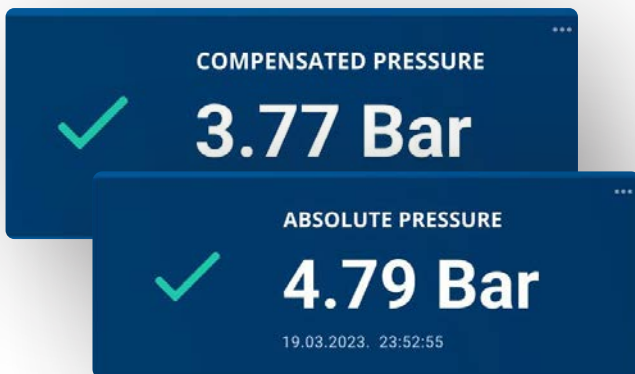 COMPENSATED PRESSURE
3.77 Bar
ABSOLUTE PRESSURE
4.79 Bar
19.03.2023. 23:52:55